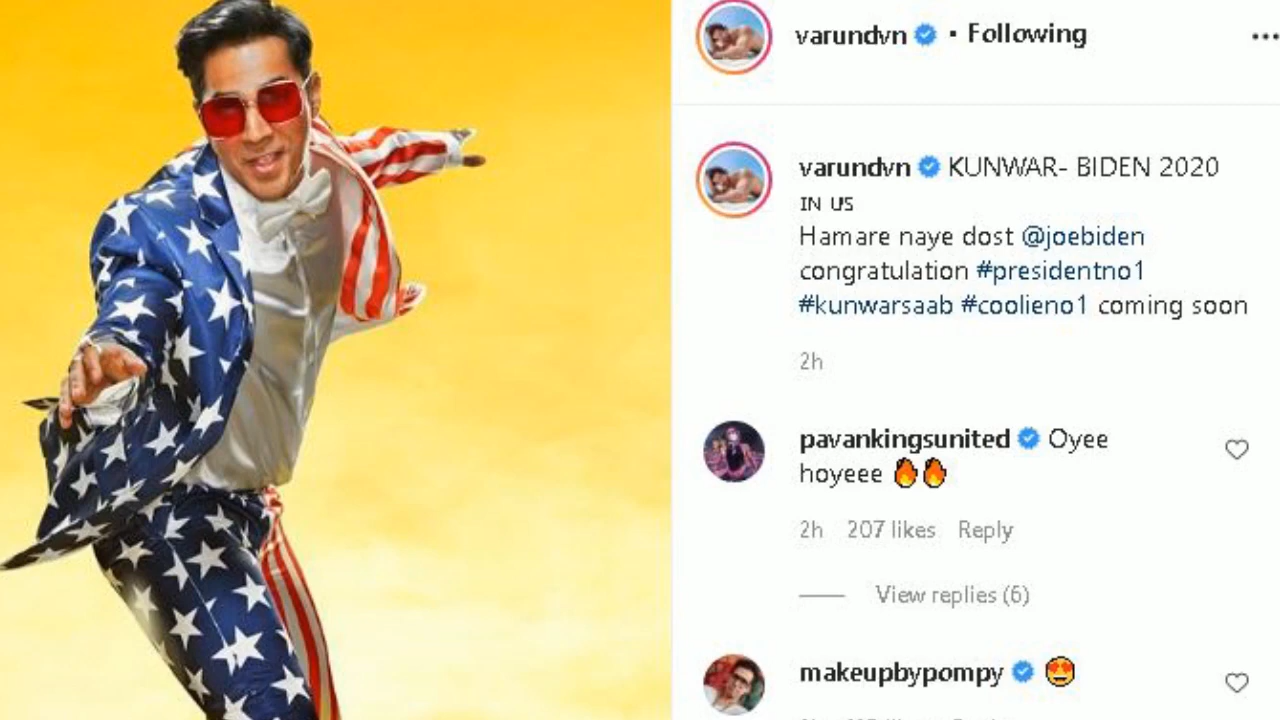 varundvn • Following
varundvn KUNWAR- BIDEN 2020
IN US
Hamare naye dost @joebiden
congratulation #presidentno1
#kunwarsaab #coolieno1 coming soon
2h
pavankingsunited Oyee
hoyeee 🔥🔥
2h 207 likes Reply
View replies (6)
makeupbypompy 😍